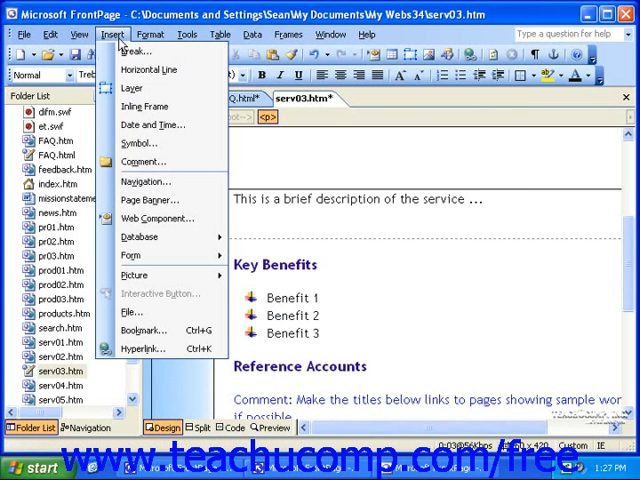 Microsoft FrontPage - C:\Documents and Settings\Sean\My Documents\My Webs34\serv03.htm
File Edit View Insert Format Tools Table Data Frames Window Help
Type a question for help
Normal
B I U
Folder List
Q.html* serv03.htm*
<p>
difm.swf
et.swf
FAQ.htm
FAQ.html
feedback.htm
index.htm
missionstateme
news.htm
pr01.htm
pr02.htm
pr03.htm
prod01.htm
prod02.htm
prod03.htm
products.htm
search.htm
serv01.htm
serv02.htm
serv03.htm
serv04.htm
serv05.htm
Break...
Horizontal Line
Layer
Inline Frame
Date and Time...
Symbol...
Comment...
Navigation...
Page Banner...
Web Component...
Database
Form
Picture
Interactive Button...
File...
Bookmark... Ctrl+G
Hyperlink... Ctrl+K
This is a brief description of the service ...
Key Benefits
Benefit 1
Benefit 2
Benefit 3
Reference Accounts
Comment: Make the titles below links to pages showing sample wor
if possible
Folder List Navigation
Design Split Code Preview
0:03@56Kbps Custom IE
www.teachucomp.com/free
start
1:27 PM